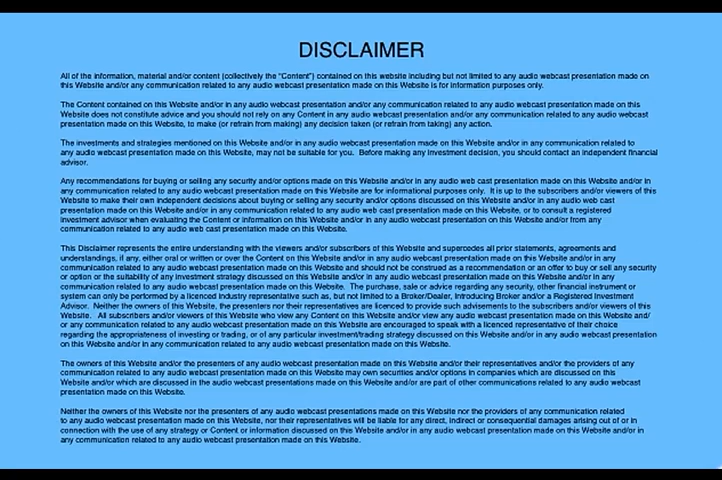 DISCLAIMER
All of the information, material and/or content (collectively the "Content") contained on this website including but not limited to any audio webcast presentation made on
this Website and/or any communication related to any audio webcast presentation made on this Website is for information purposes only.
The Content contained on this Website and/or in any audio webcast presentation and/or any communication related to any audio webcast presentation made on this
Website does not constitute advice and you should not rely on any Content in any audio webcast presentation and/or any communication related to any audio webcast
presentation made on this Website, to make (or refrain from making) any decision taken (or refrain from taking) any action.
The investments and strategies mentioned on this Website and/or in any audio webcast presentation made on this Website and/or in any communication related to
any audio webcast presentation made on this Website, may not be suitable for you. Before making any investment decision, you should contact an independent financial
advisor.
Any recommendations for buying or selling any security and/or options made on this Website and/or in any audio web cast presentation made on this Website and/or in
any communication related to any audio webcast presentation made on this Website are for informational purposes only. It is up to the subscribers and/or viewers of this
Website to make their own independent decisions about buying or selling any security and/or options discussed on this Website and/or in any audio web cast
presentation made on this Website and/or in any communication related to any audio web cast presentation made on this Website, or to consult a registered
investment advisor when evaluating the Content or information on this Website and/or in any audio presentation on this Website and/or from any
communication related to any audio web cast presentation made on this Website.
This Disclaimer represents the entire understanding with the viewers and/or subscribers of this Website and supercedes all prior statements, agreements and
understandings, if any, either oral or written or over the Content on this Website and/or in any audio webcast presentation made on this Website and/or in any
communication related to any audio webcast presentation made on this Website and should not be construed as a recommendation or an offer to buy or sell any security
or option or the suitability of any investment strategy discussed on this Website and/or in any audio webcast presentation made on this Website and/or in any
communication related to any audio webcast presentation made on this Website. The purchase, sale or advice regarding any security, other financial instrument or
system can only be performed by a licenced industry representative such as, but not limited to a Broker/Dealer, Introducing Broker and/or a Registered Investment
Advisor. Neither the owners of this Website, the presenters nor their representatives are licenced to provide such advisements to the subscribers and/or viewers of this
Website. All subscribers and/or viewers of this Website who view any Content on this Website and/or view any audio webcast presentation made on this Website and/
or any communication related to any audio webcast presentation made on this Website are encouraged to speak with a licenced representative of their choice
regarding the appropriateness of investing or trading, or of any particular investment/trading strategy discussed on this Website and/or in any audio webcast presentation
on this Website and/or in any communication related to any audio webcast presentation made on this Website.
The owners of this Website and/or the presenters of any audio webcast presentation made on this Website and/or their representatives and/or the providers of any
communication related to any audio webcast presentation made on this Website may own securities and/or options in companies which are discussed on this
Website and/or which are discussed in the audio webcast presentations made on this Website and/or are part of other communications related to any audio webcast
presentation made on this Website.
Neither the owners of this Website nor the presenters of any audio webcast presentations made on this Website nor the providers of any communication related
to any audio webcast presentation made on this Website, nor their representatives will be liable for any direct, indirect or consequential damages arising out of or in
connection with the use of any strategy or Content or information discussed on this Website and/or in any audio webcast presentation made on this Website and/or in
any communication related to any audio webcast presentation made on this Website.